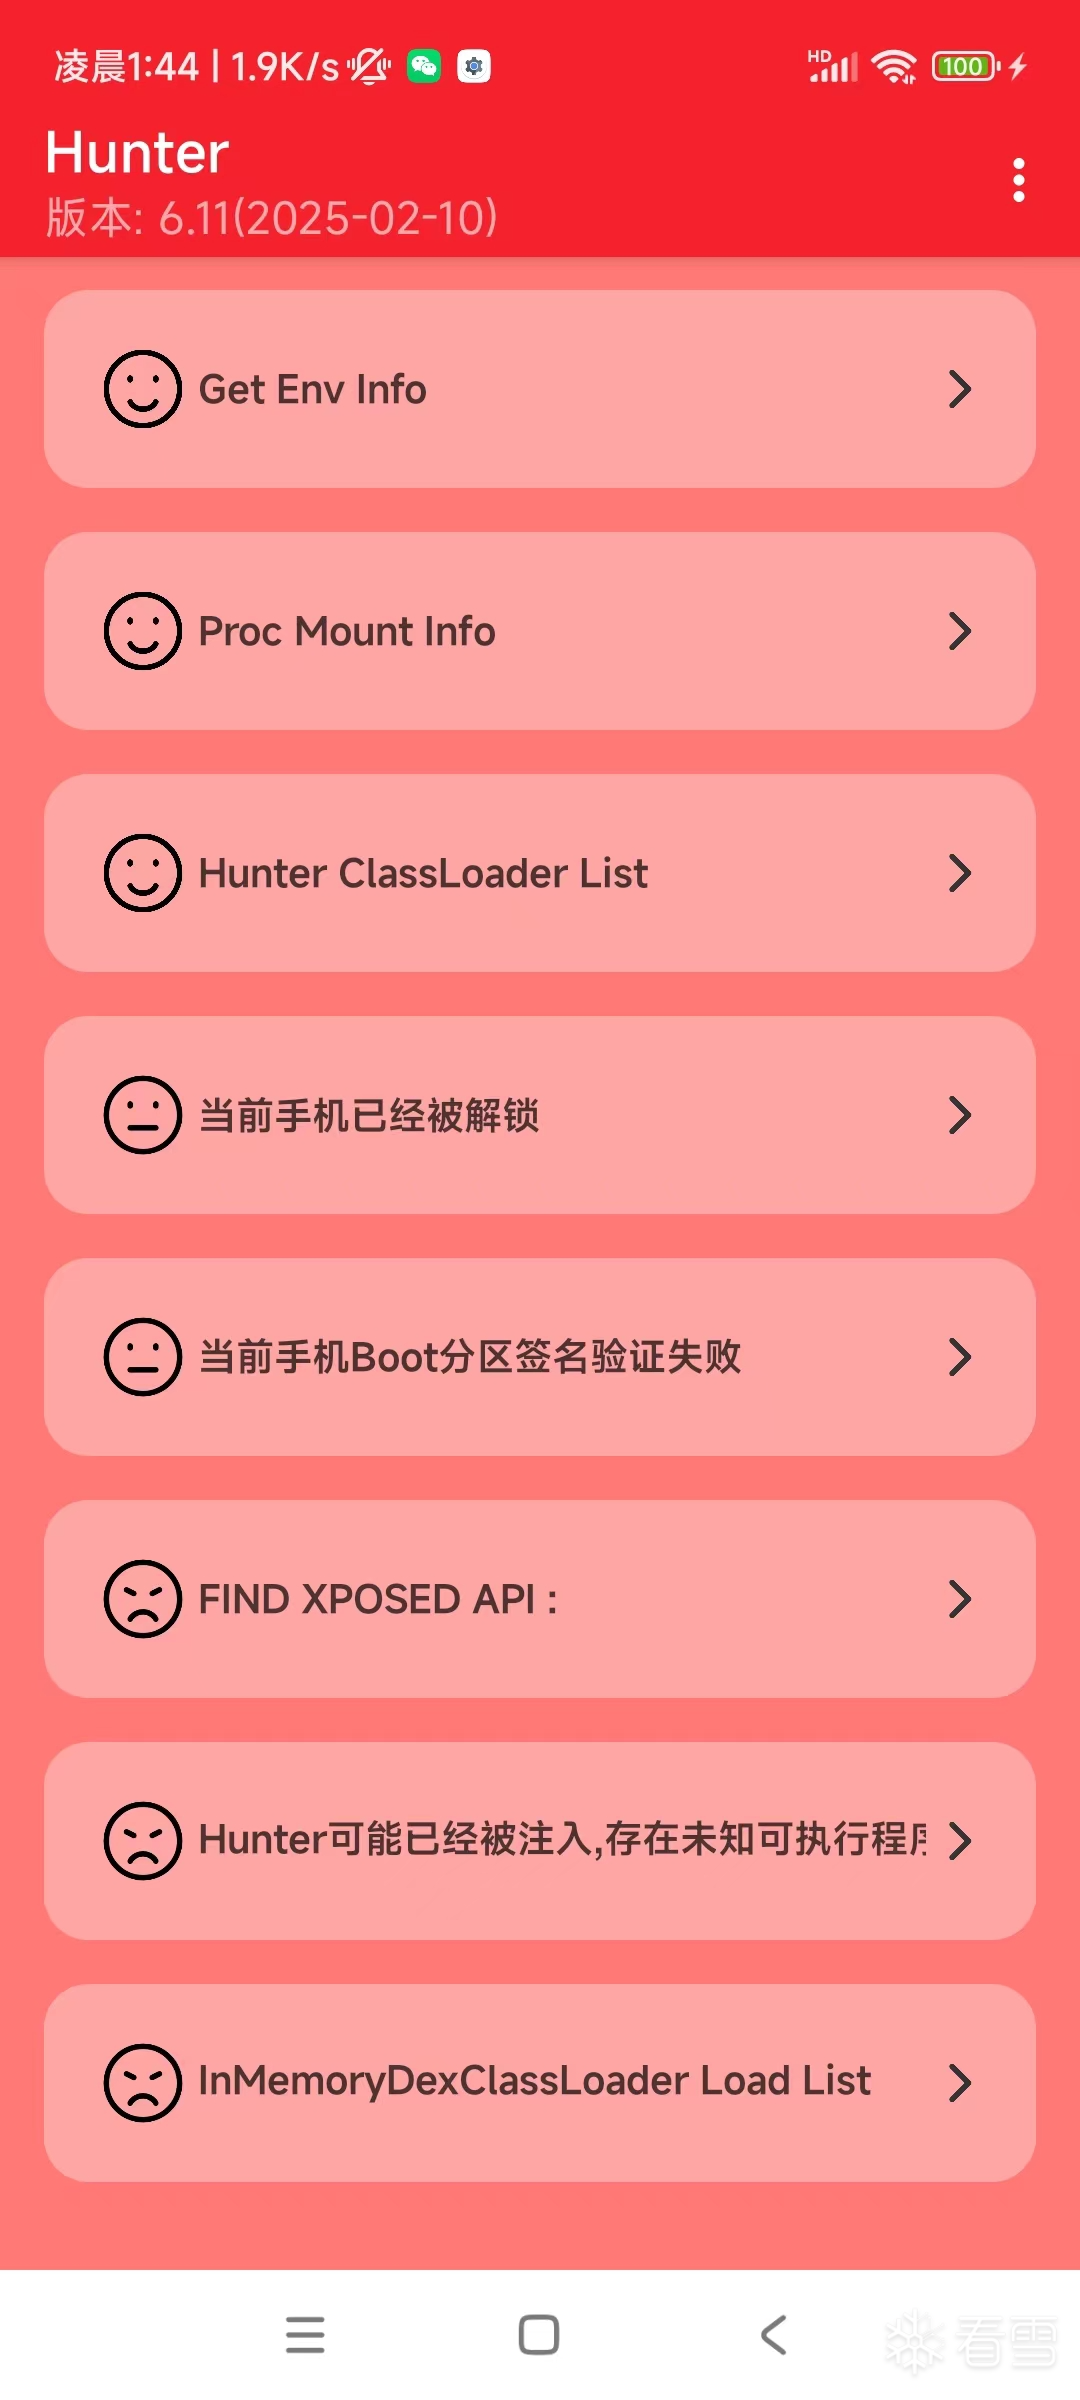 凌晨1:44 | 1.9K/s
HD
100
Hunter
版本: 6.11(2025-02-10)
Get Env Info
Proc Mount Info
Hunter ClassLoader List
当前手机已经被解锁
当前手机Boot分区签名验证失败
FIND XPOSED API :
Hunter可能已经被注入,存在未知可执行程序
InMemoryDexClassLoader Load List
看雪